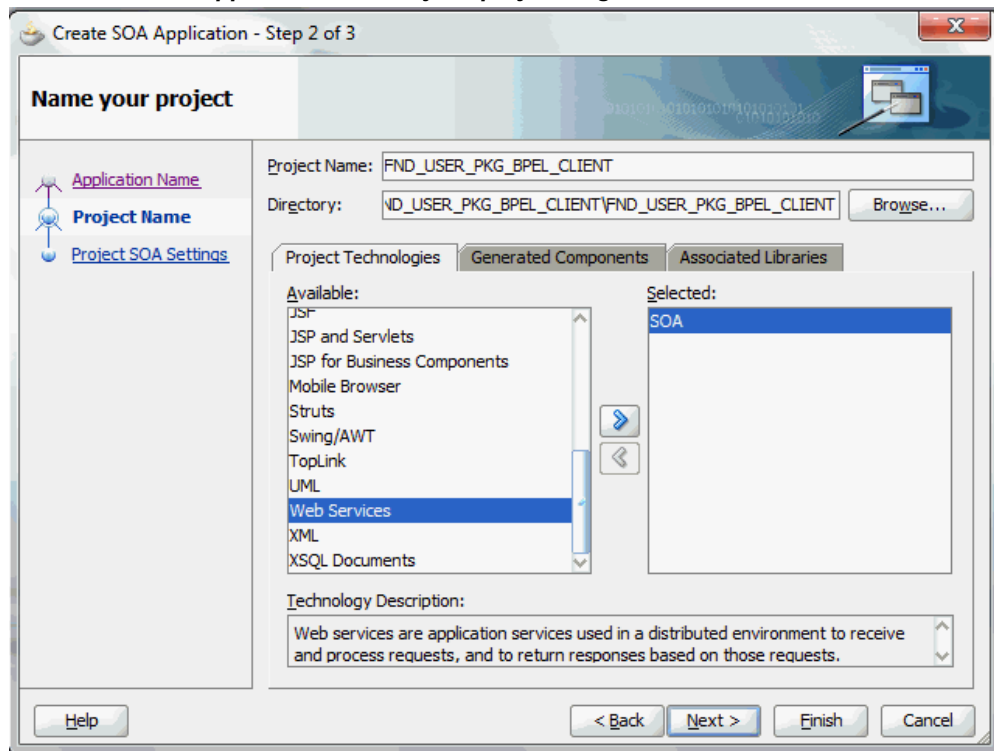 Create SOA Application - Step 2 of 3
Name your project
Application Name
Project Name
Project SOA Settings
Project Name: FND_USER_PKG_BPEL_CLIENT
Directory: ND_USER_PKG_BPEL_CLIENT\FND_USER_PKG_BPEL_CLIENT Browse...
Project Technologies Generated Components Associated Libraries
Available: Selected:
JSF SOA
JSP and Servlets
JSP for Business Components
Mobile Browser
Struts
Swing/AWT
TopLink
UML
Web Services
XML
XSQL Documents
Technology Description:
Web services are application services used in a distributed environment to receive
and process requests, and to return responses based on those requests.
Help < Back Next > Finish Cancel